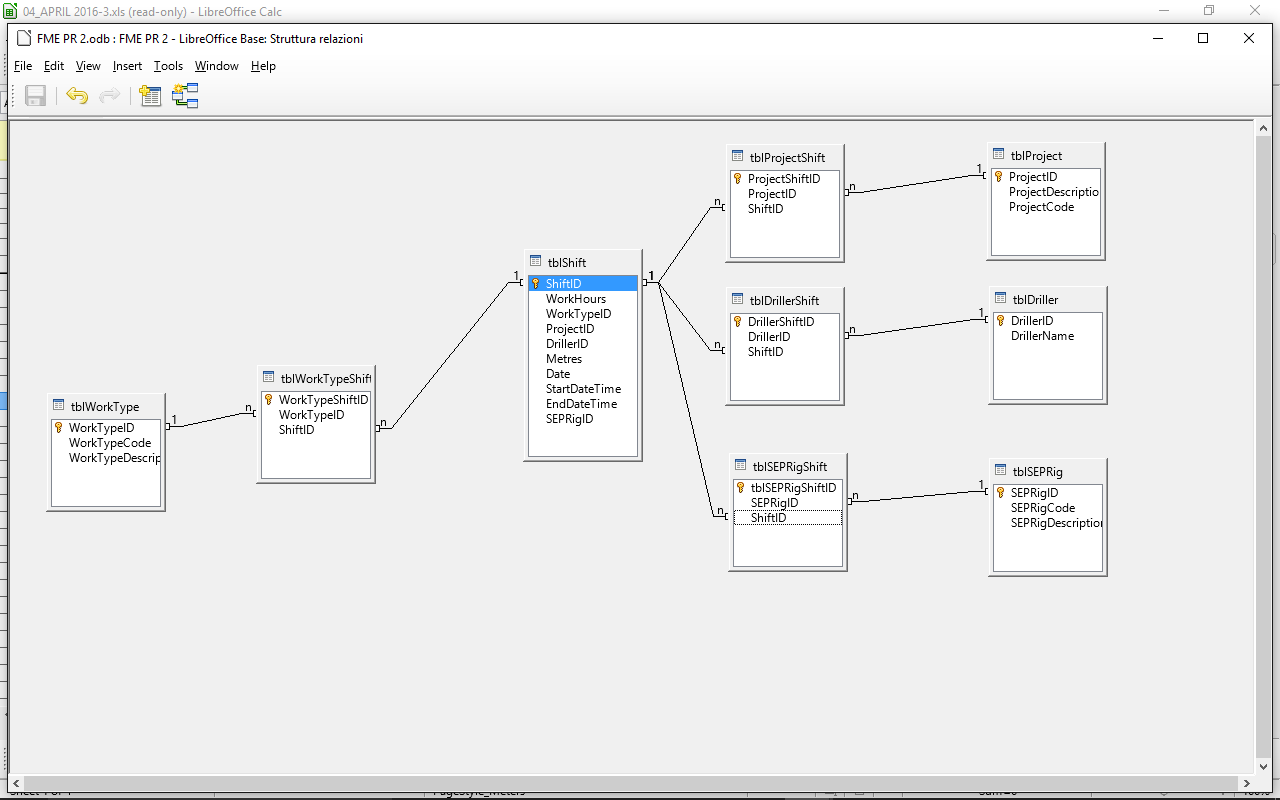 04_APRIL 2016-3.xls (read-only) - LibreOffice Calc
FME PR 2.odb : FME PR 2 - LibreOffice Base: Struttura relazioni
File Edit View Insert Tools Window Help
tblProjectShift
ProjectShiftID
ProjectID
ShiftID
n
n
1
tblProject
ProjectID
ProjectDescriptio
ProjectCode
tblShift
ShiftID
WorkHours
WorkTypeID
ProjectID
DrillerID
Metres
Date
StartDateTime
EndDateTime
SEPRigID
1
1
tblDrillerShift
DrillerShiftID
DrillerID
ShiftID
n
n
1
tblDriller
DrillerID
DrillerName
tblWorkTypeShift
WorkTypeShiftID
WorkTypeID
ShiftID
n
n
1
tblWorkType
WorkTypeID
WorkTypeCode
WorkTypeDescrip
tblSEPRigShift
tblSEPRigShiftID
SEPRigID
ShiftID
n
n
1
tblSEPRig
SEPRigID
SEPRigCode
SEPRigDescription